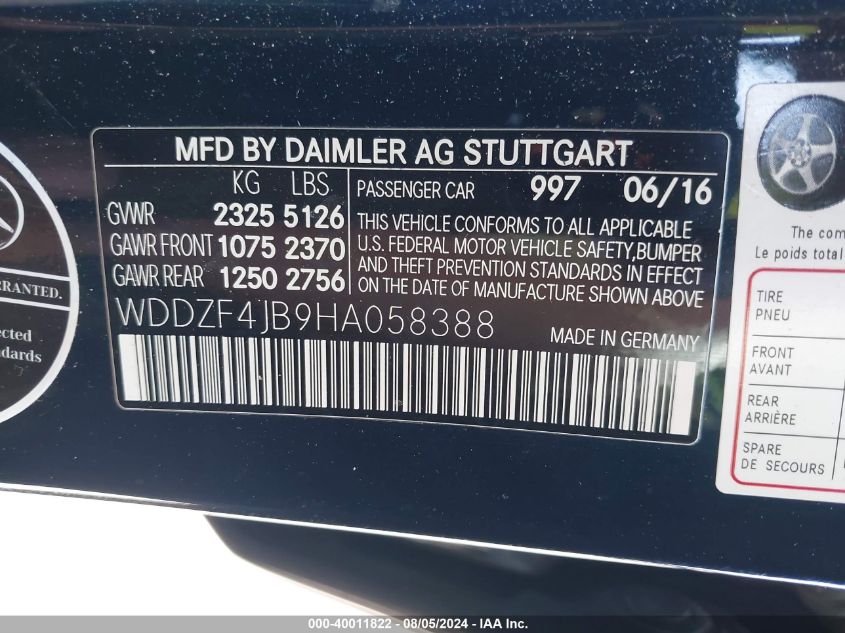 MFD BY DAIMLER AG STUTTGART
KG LBS
GVWR 2325 5126
GAWR FRONT 1075 2370
GAWR REAR 1250 2756
PASSENGER CAR 997 06/16
THIS VEHICLE CONFORMS TO ALL APPLICABLE
U.S. FEDERAL MOTOR VEHICLE SAFETY, BUMPER
AND THEFT PREVENTION STANDARDS IN EFFECT
ON THE DATE OF MANUFACTURE SHOWN ABOVE
WDDZF4JB9HA058388
MADE IN GERMANY
The com
Le poids total
TIRE
PNEU
FRONT
AVANT
REAR
ARRIÈRE
SPARE
DE SECOURS
RRANTED.
ected
ndards
000-40011822 - 08/05/2024 - IAA Inc.